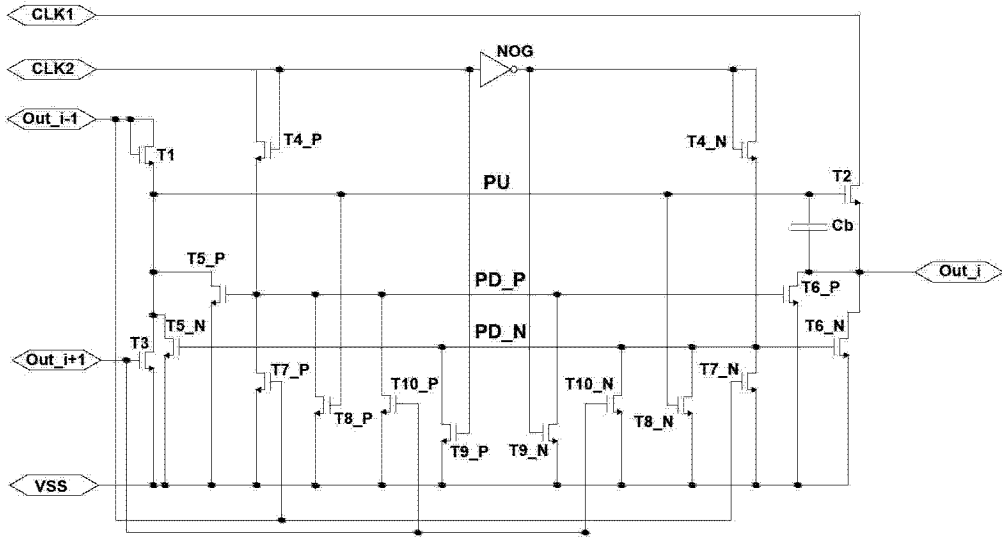 CLK1
NOG
CLK2
Out_i-1
T1
T4_P
T4_N
T2
PU
Cb
T5_P
PD_P
T6_P
Out_i
T5_N
PD_N
T6_N
T3
Out_i+1
T7_P
T10_P
T10_N
T7_N
T8_P
T8_N
T9_P
T9_N
VSS